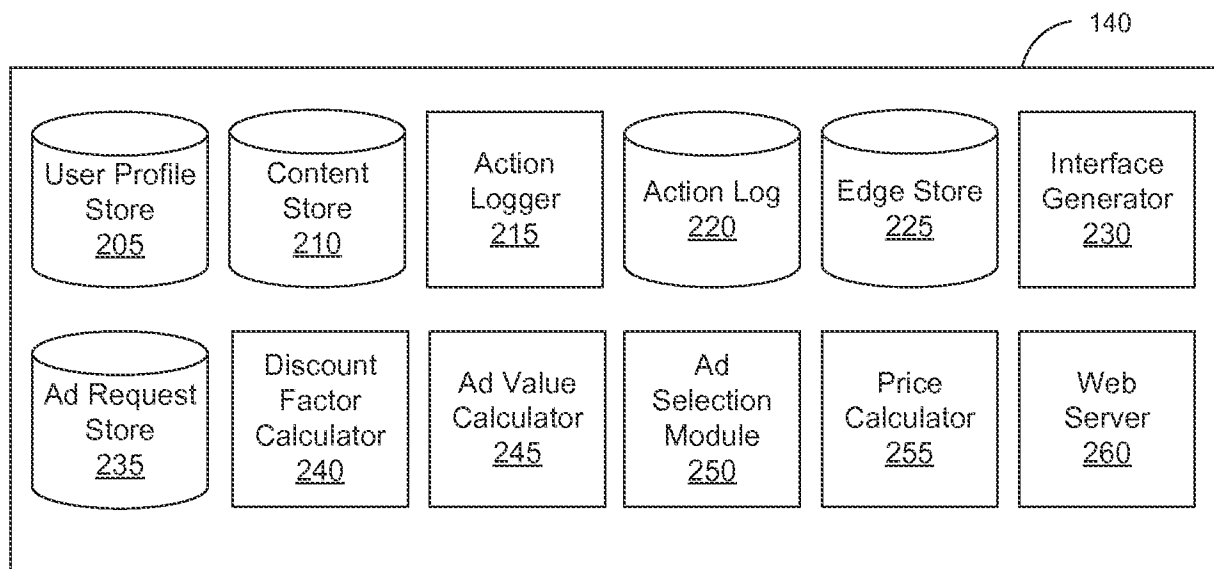 140
User Profile
Store
205
Content
Store
210
Action
Logger
215
Action Log
220
Edge Store
225
Interface
Generator
230
Ad Request
Store
235
Discount
Factor
Calculator
240
Ad Value
Calculator
245
Ad
Selection
Module
250
Price
Calculator
255
Web
Server
260